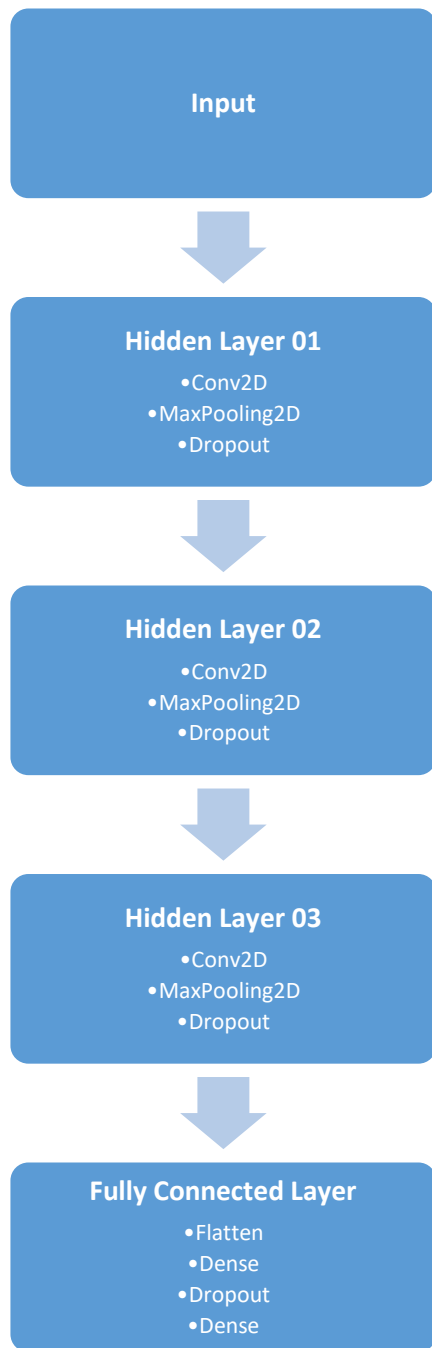 Input
Hidden Layer 01
•Conv2D
•MaxPooling2D
•Dropout
Hidden Layer 02
•Conv2D
•MaxPooling2D
•Dropout
Hidden Layer 03
•Conv2D
•MaxPooling2D
•Dropout
Fully Connected Layer
•Flatten
•Dense
•Dropout
•Dense